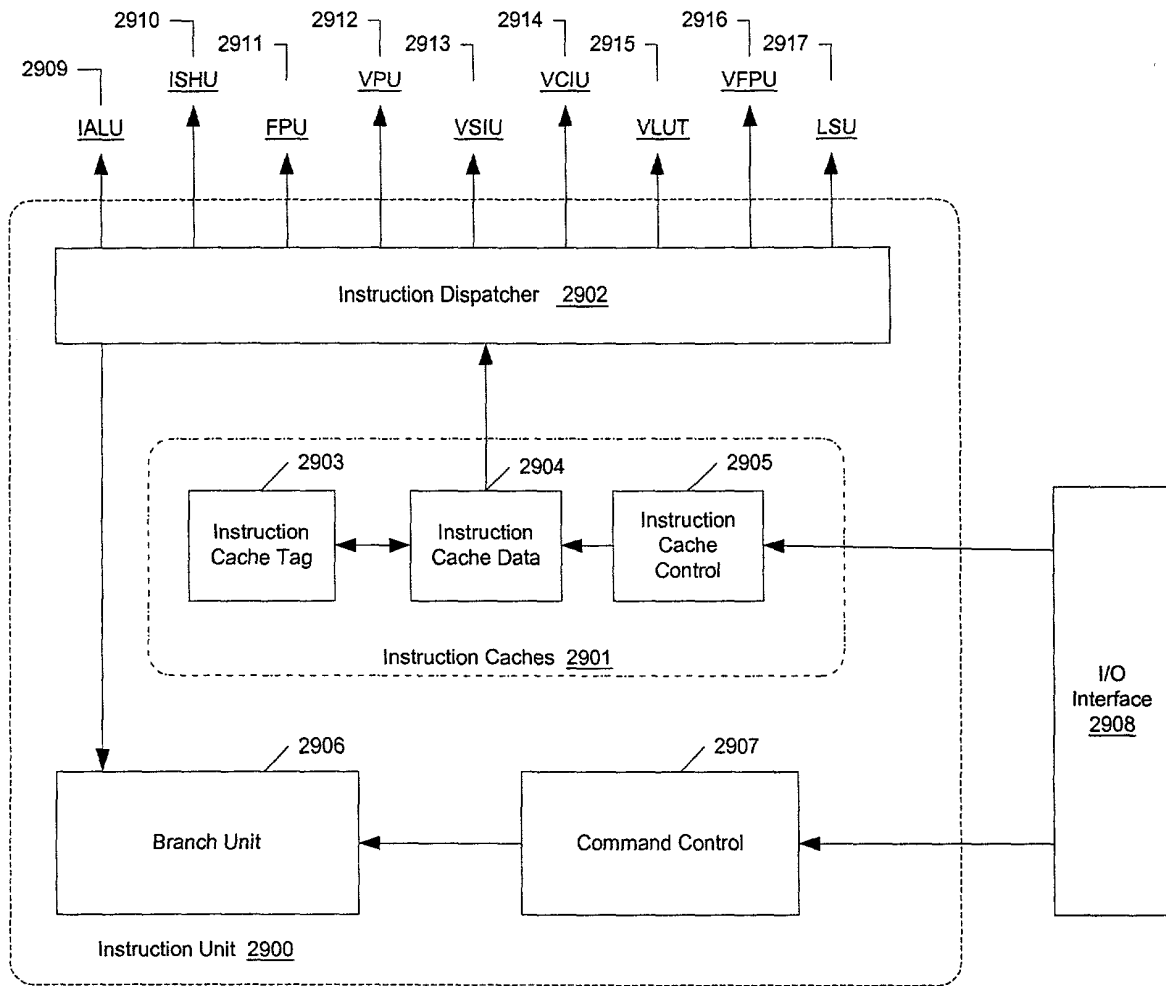 2910
2912
2914
2916
2911
2913
2915
2917
2909
ISHU
VPU
VCIU
VFPU
IALU
FPU
VSIU
VLUT
LSU
Instruction Dispatcher 2902
2903
2904
2905
Instruction
Cache Tag
Instruction
Cache Data
Instruction
Cache
Control
Instruction Caches 2901
I/O
Interface
2908
2906
2907
Branch Unit
Command Control
Instruction Unit 2900